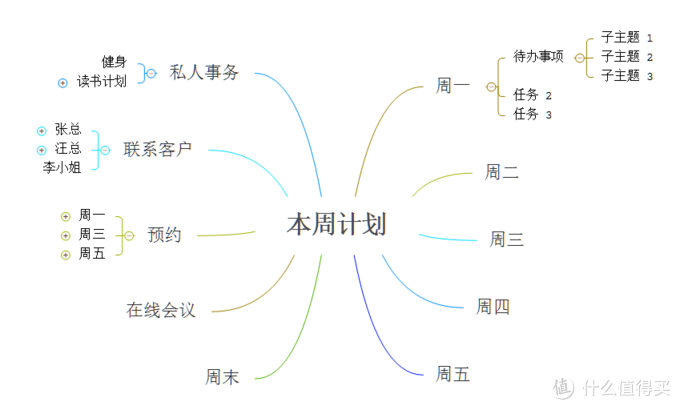 本周计划
周一
待办事项
子主题 1
子主题 2
子主题 3
任务 2
任务 3
周二
周三
周四
周五
私人事务
健身
读书计划
联系客户
张总
汪总
李小姐
预约
周一
周三
周五
在线会议
周末
值 什么值得买